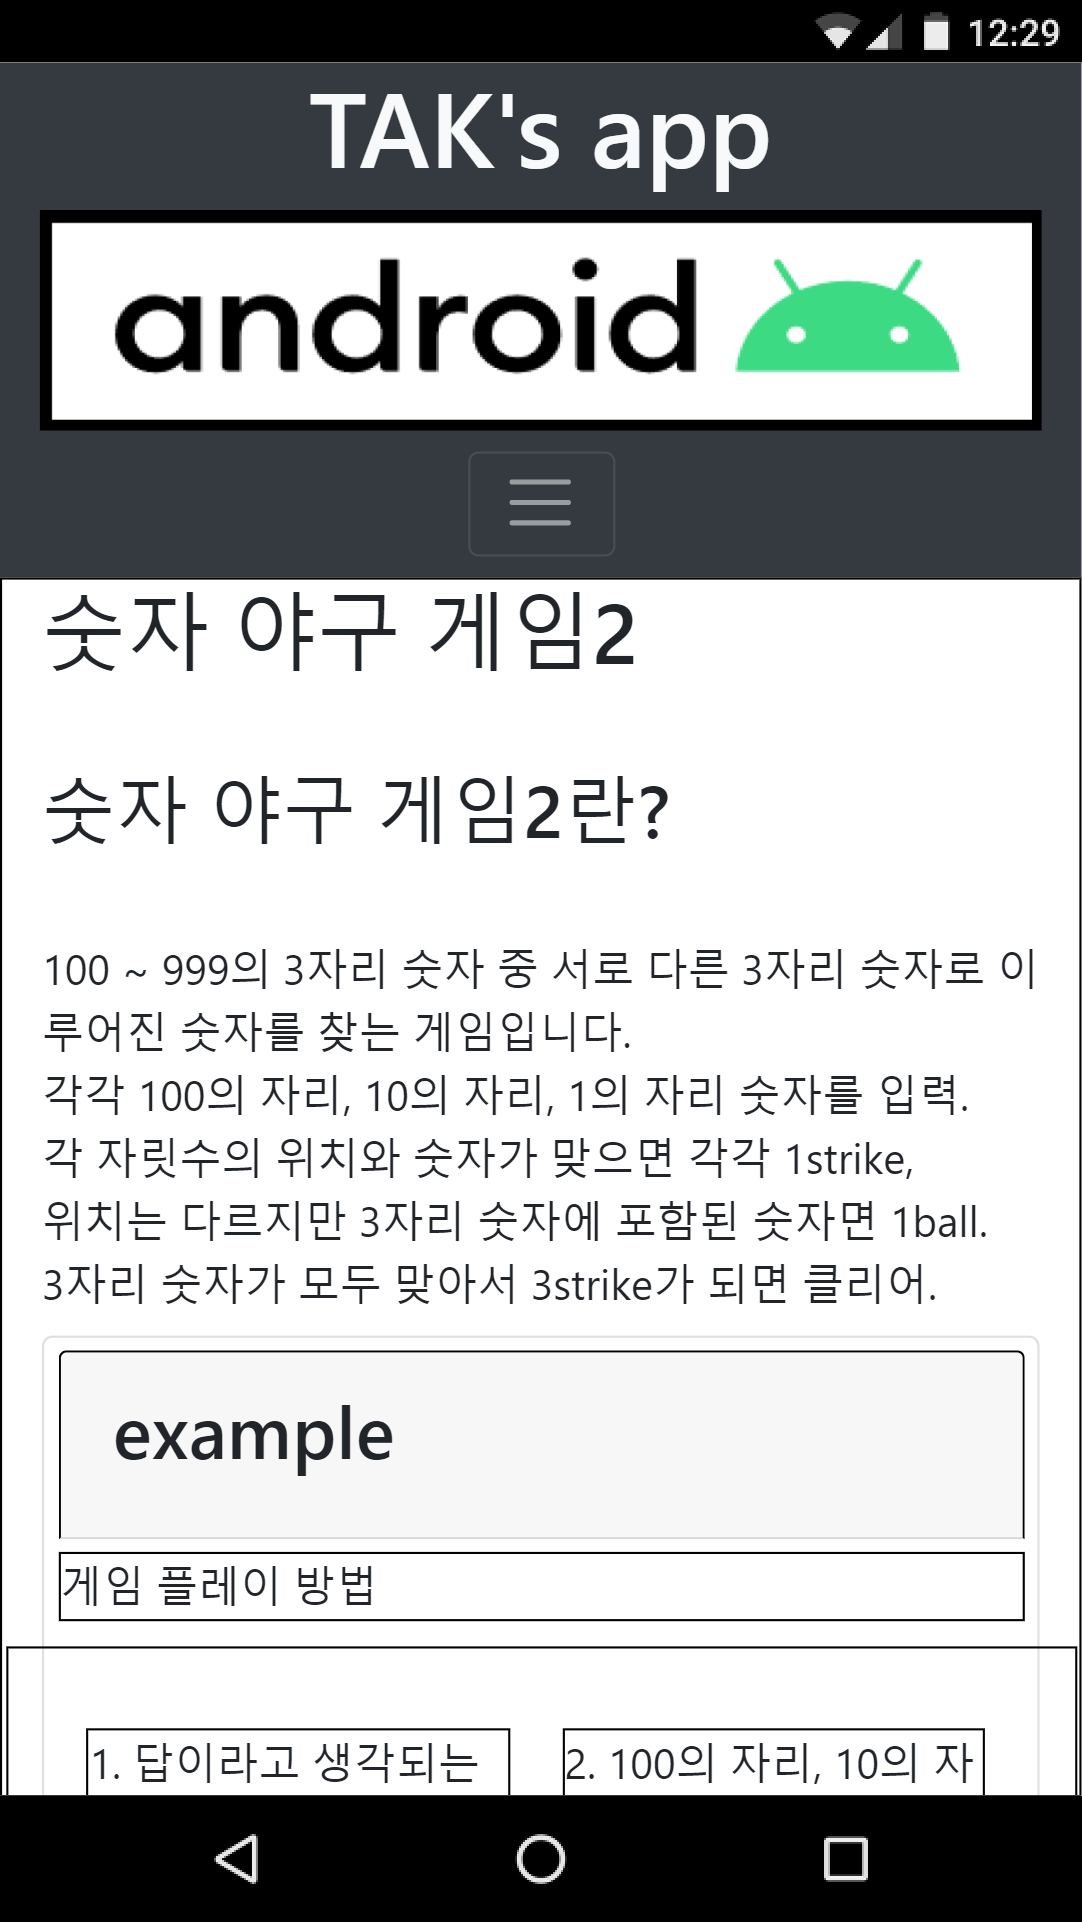 12:29
TAK's app
android
숫자 야구 게임2
숫자 야구 게임2란?
100 ~ 999의 3자리 숫자 중 서로 다른 3자리 숫자로 이
루어진 숫자를 찾는 게임입니다.
각각 100의 자리, 10의 자리, 1의 자리 숫자를 입력.
각 자릿수의 위치와 숫자가 맞으면 각각 1strike,
위치는 다르지만 3자리 숫자에 포함된 숫자면 1ball.
3자리 숫자가 모두 맞아서 3strike가 되면 클리어.
example
게임 플레이 방법
1. 답이라고 생각되는
2. 100의 자리, 10의 자